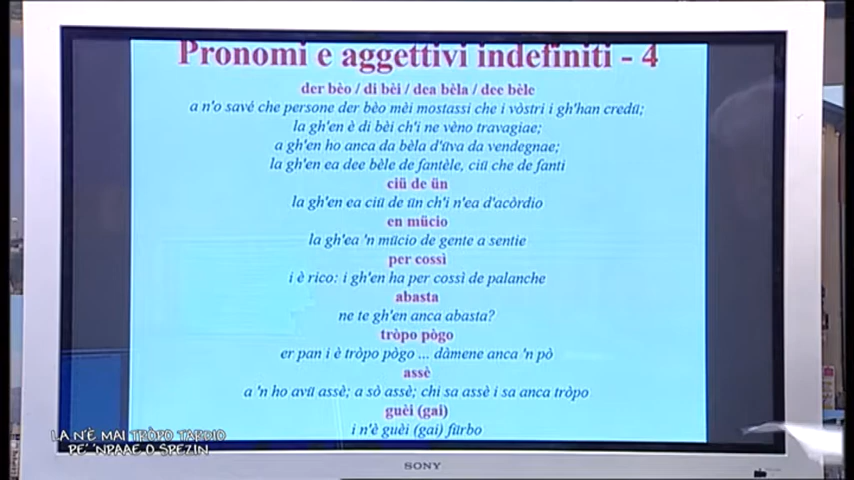 Pronomi e aggettivi indefiniti - 4
der bèo / di bèi / dea bèla / dee bèle
a n'o savé che persone der bèo mèi mostassi che i vòstri i gh'han credü;
la gh'en è di bèi ch'i ne vèno travagiae;
a gh'en ho anca da bèla d'üva da vendegnae;
la gh'en ea dee bèle de fantèle, ciü che de fanti
ciü de ün
la gh'en ea ciü de ün ch'i n'ea d'acòrdio
en mücio
la gh'ea 'n mücio de gente a sentie
per cossì
i è rico: i gh'en ha per cossì de palanche
abasta
ne te gh'en anca abasta?
tròpo pògo
er pan i è tròpo pògo ... dàmene anca 'n pò
assè
a 'n ho avü assè; a sò assè; chi sa assè i sa anca tròpo
guèi (gai)
i n'è guèi (gai) fürbo
LA N'È MAI TRÒPO TARDIO
PE' 'NPAAE O SPEZIN
SONY